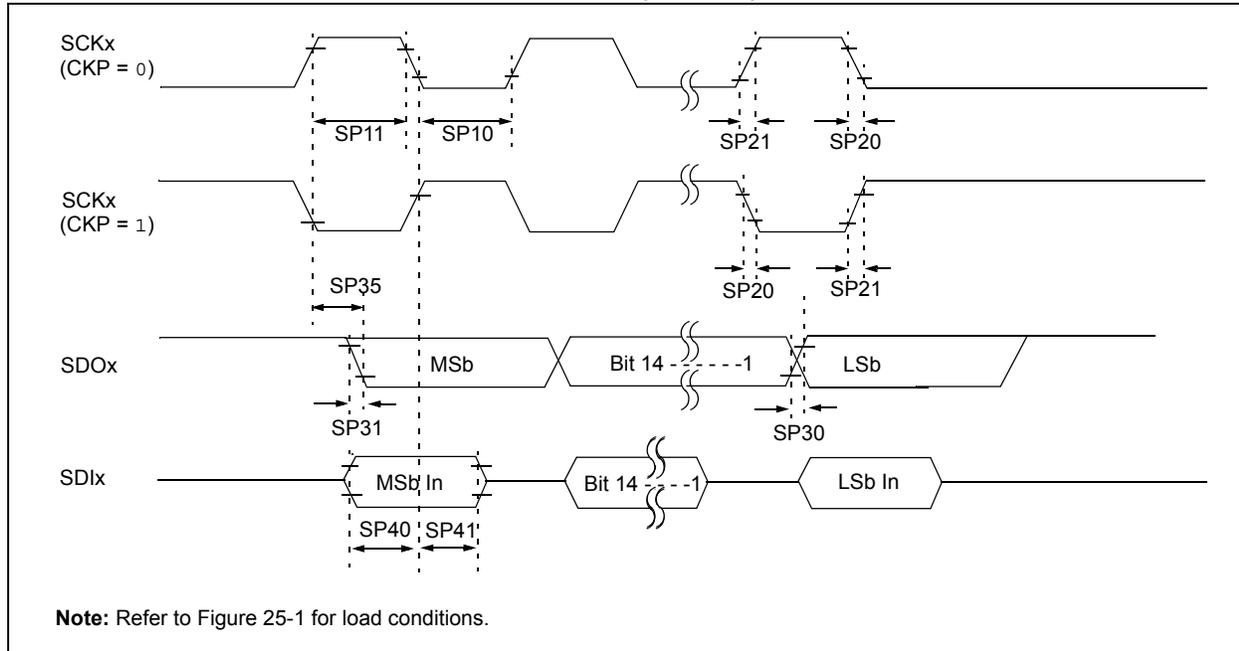 SCKx
(CKP = 0)
SP11
SP10
SP21
SP20
SCKx
(CKP = 1)
SP35
SP20
SP21
SDOx
MSb
Bit 14 - - - - - -1
LSb
SP31
SP30
SDIx
MSb In
Bit 14 - - - -1
LSb In
SP40
SP41
Note: Refer to Figure 25-1 for load conditions.